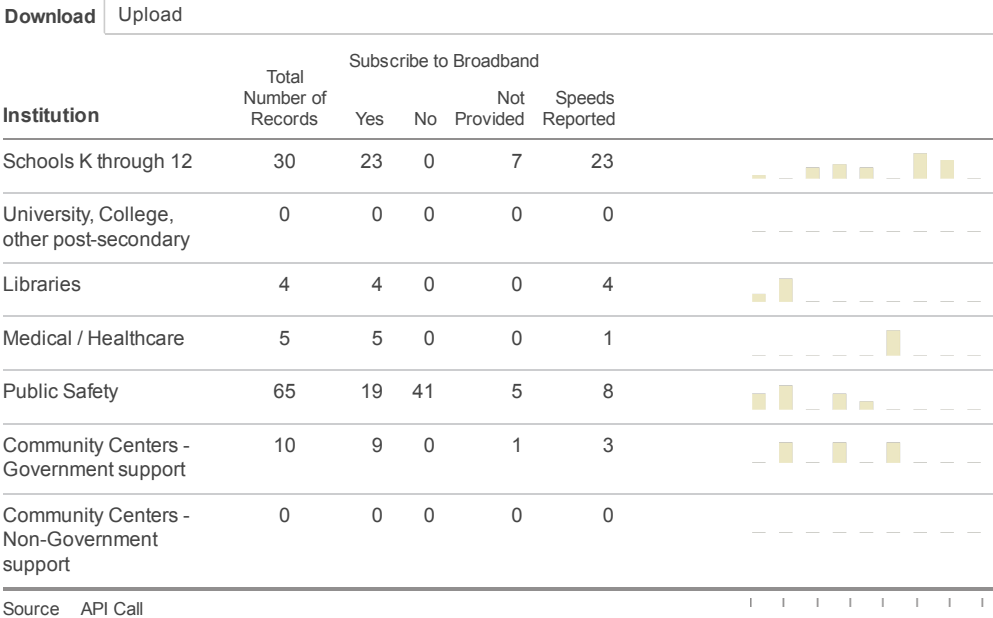 Download Upload
Subscribe to Broadband
Total
Number of Not Speeds
Institution Records Yes No Provided Reported
Schools K through 12 30 23 0 7 23
University, College, 0 0 0 0 0
other post-secondary
Libraries 4 4 0 0 4
Medical / Healthcare 5 5 0 0 1
Public Safety 65 19 41 5 8
Community Centers - 10 9 0 1 3
Government support
Community Centers - 0 0 0 0 0
Non-Government
support
Source API Call